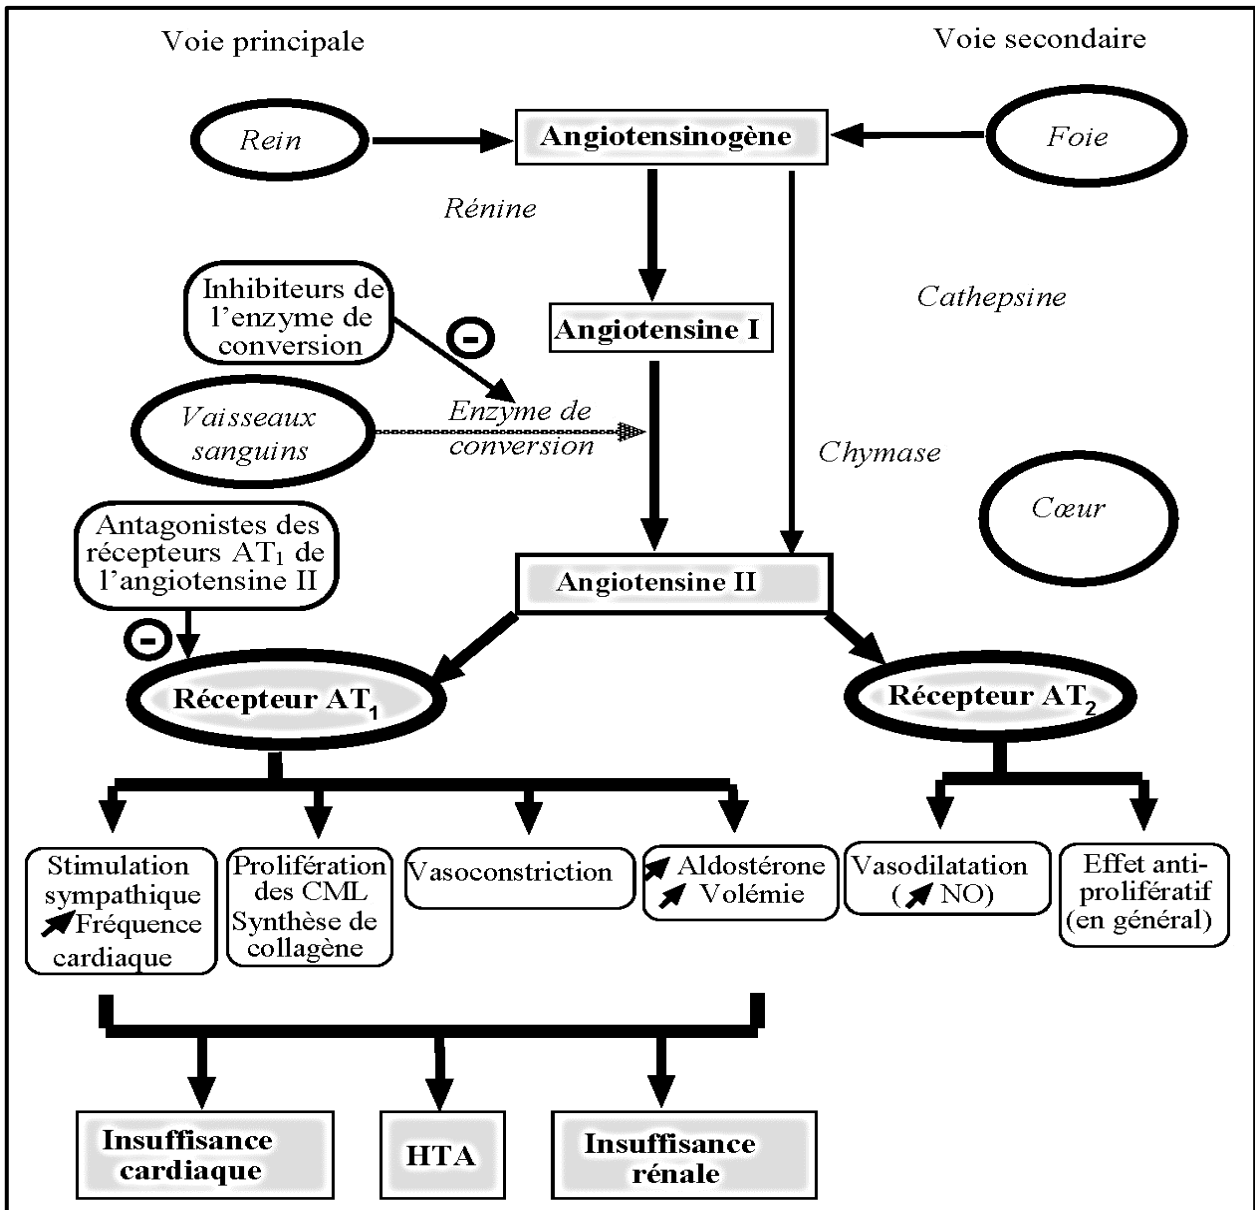 Voie principale
Voie secondaire
Rein
Angiotensinogène
Foie
Rénine
Cathepsine
Inhibiteurs de
l’enzyme de
conversion
-
Angiotensine I
Vaisseaux
sanguins
Enzyme de
conversion
Chymase
Cœur
Antagonistes des
récepteurs AT1 de
l’angiotensine II
-
Angiotensine II
Récepteur AT1
Récepteur AT2
Stimulation
sympathique
Fréquence
cardiaque
Prolifération
des CML
Synthèse de
collagène
Vasoconstriction
Aldostérone
Volémie
Vasodilatation
( NO)
Effet anti-
prolifératif
(en général)
Insuffisance
cardiaque
HTA
Insuffisance
rénale